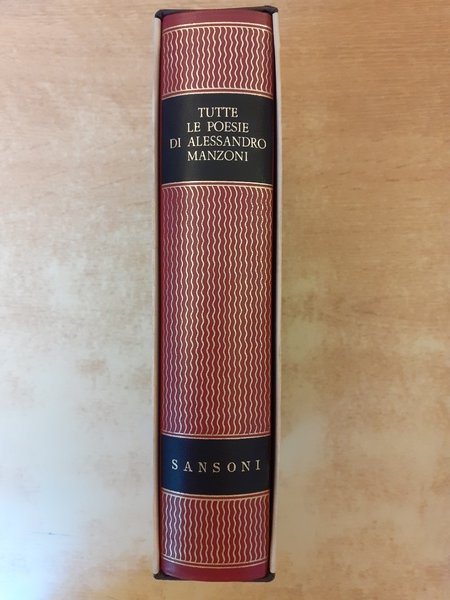 TUTTE
LE POESIE
DI ALESSANDRO
MANZONI
SANSONI